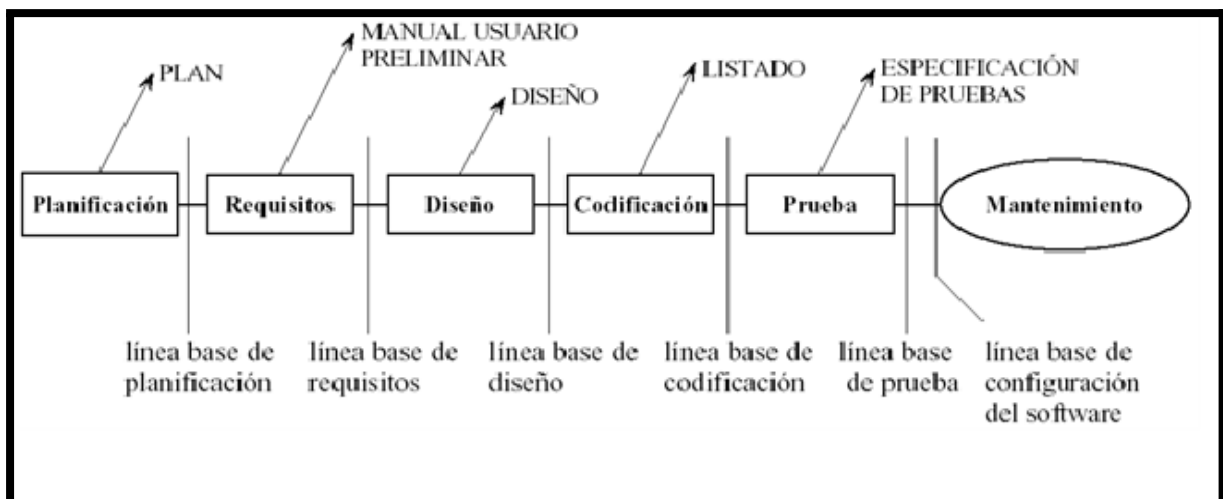 MANUAL USUARIO
PRELIMINAR
PLAN
DISEÑO
LISTADO
ESPECIFICACIÓN
DE PRUEBAS
Planificación
Requisitos
Diseño
Codificación
Prueba
Mantenimiento
línea base de
planificación
línea base de
requisitos
línea base de
diseño
línea base de
codificación
línea base
de prueba
línea base de
configuración
del software